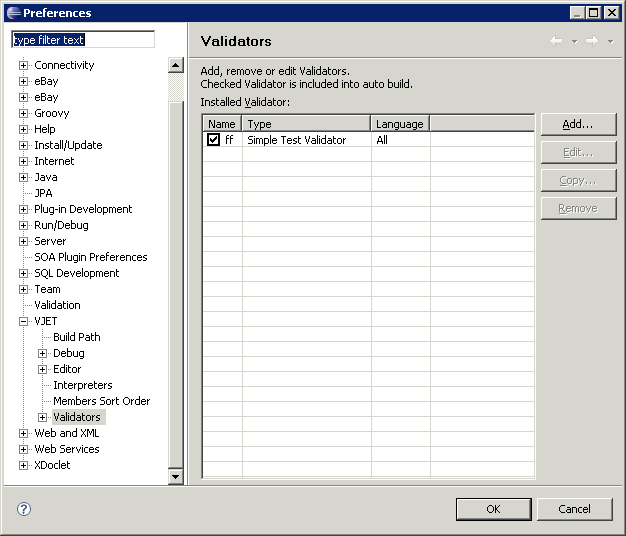 Preferences
type filter text
Connectivity
eBay
eBay
Groovy
Help
Install/Update
Internet
Java
JPA
Plug-in Development
Run/Debug
Server
SOA Plugin Preferences
SQL Development
Team
Validation
VJET
Build Path
Debug
Editor
Interpreters
Members Sort Order
Validators
Web and XML
Web Services
XDoclet
Validators
Add, remove or edit Validators.
Checked Validator is included into auto build.
Installed Validator:
Name Type Language
ff Simple Test Validator All
Add...
Edit...
Copy...
Remove
?
OK Cancel